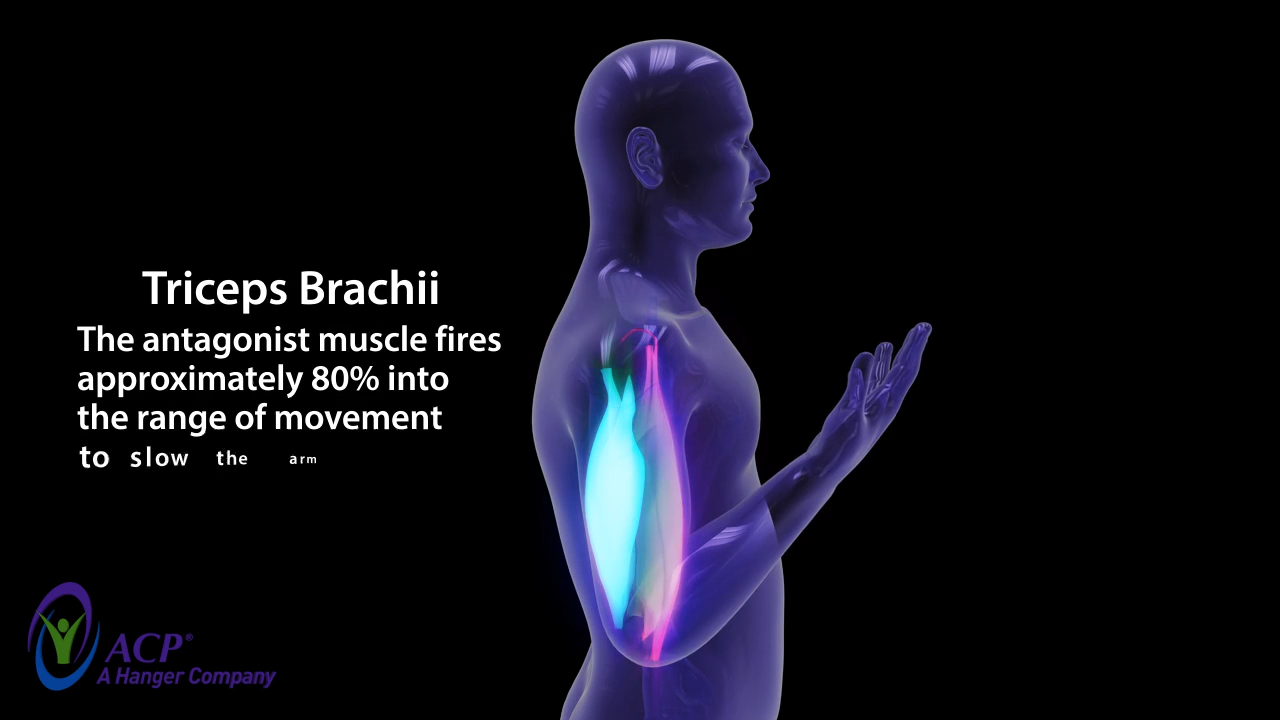 Triceps Brachii
The antagonist muscle fires
approximately 80% into
the range of movement
to slow the arm
ACP®
A Hanger Company